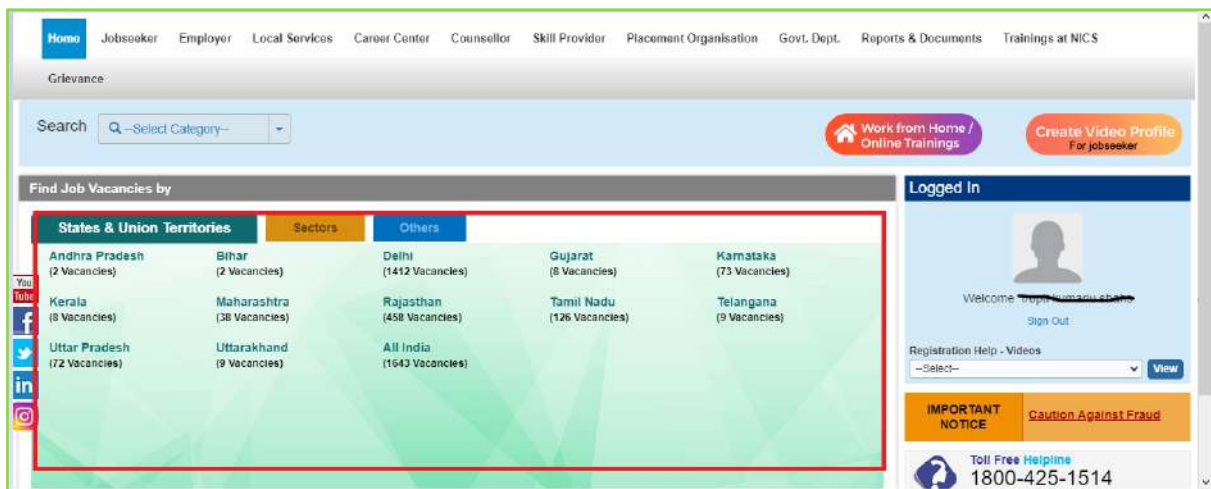 Home Jobseeker Employer Local Services Career Center Counsellor Skill Provider Placement Organisation Govt. Dept. Reports & Documents Trainings at NICS
Grievance
Search --Select Category--
Work from Home /
Online Trainings
Create Video Profile
For jobseeker
Find Job Vacancies by
States & Union Territories Sectors Others
Andhra Pradesh Bihar Delhi Gujarat Karnataka
(2 Vacancies) (2 Vacancies) (1412 Vacancies) (8 Vacancies) (73 Vacancies)
Kerala Maharashtra Rajasthan Tamil Nadu Telangana
(8 Vacancies) (38 Vacancies) (458 Vacancies) (126 Vacancies) (9 Vacancies)
Uttar Pradesh Uttarakhand All India
(72 Vacancies) (9 Vacancies) (1643 Vacancies)
You
Tube
f
in
Logged In
Welcome
Sign Out
Registration Help - Videos
--Select-- View
IMPORTANT
NOTICE
Caution Against Fraud
Toll Free Helpline
1800-425-1514